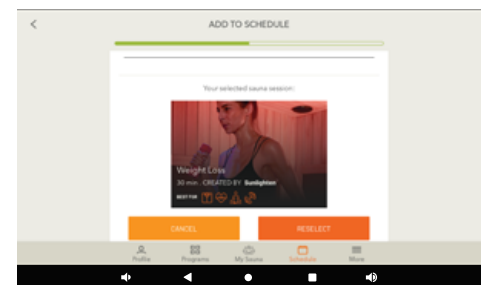 ADD TO SCHEDULE
Your selected sauna session:
Weight Loss
30 min . CREATED BY Sunlighten
BEST FOR
CANCEL
RESELECT
Profile
Programs
My Sauna
Schedule
More